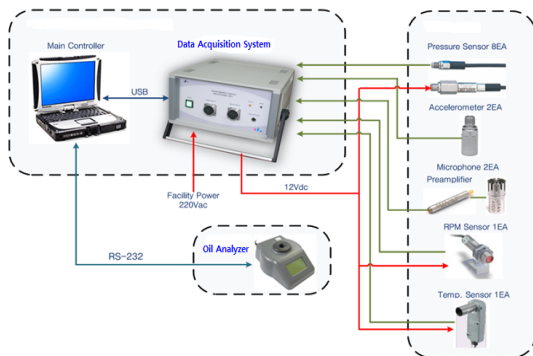 Main Controller
Data Acquisition System
USB
Facility Power
220Vac
12Vdc
RS-232
Oil Analyzer
Pressure Sensor 8EA
Accelerometer 2EA
Microphone 2EA
Preamplifier
RPM Sensor 1EA
Temp. Sensor 1EA